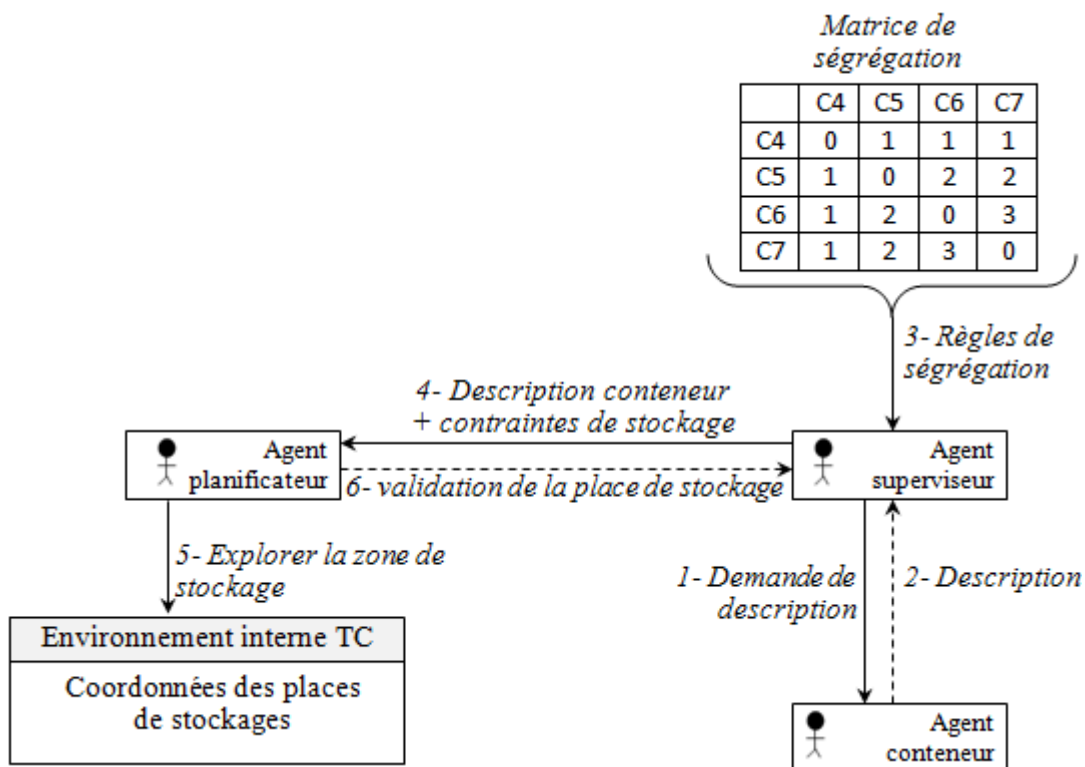 Matrice de
ségrégation
C4 C5 C6 C7
C4 0 1 1 1
C5 1 0 2 2
C6 1 2 0 3
C7 1 2 3 0
3- Règles de
ségrégation
4- Description conteneur
+ contraintes de stockage
Agent
planificateur
6- validation de la place de stockage
Agent
superviseur
5- Explorer la zone de
stockage
1- Demande de
description
2- Description
Environnement interne TC
Coordonnées des places
de stockages
Agent
conteneur